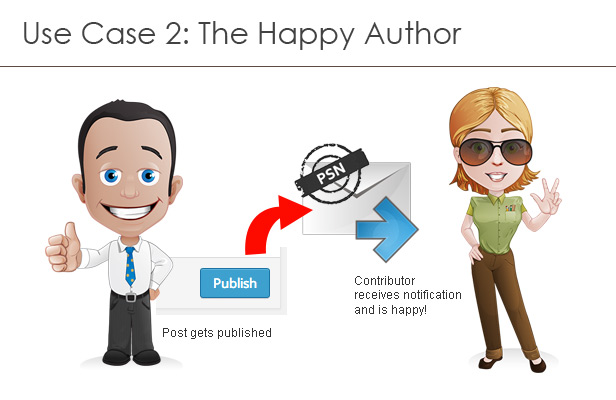 Use Case 2: The Happy Author
PSN
Publish
Post gets published
Contributor
receives notification
and is happy!